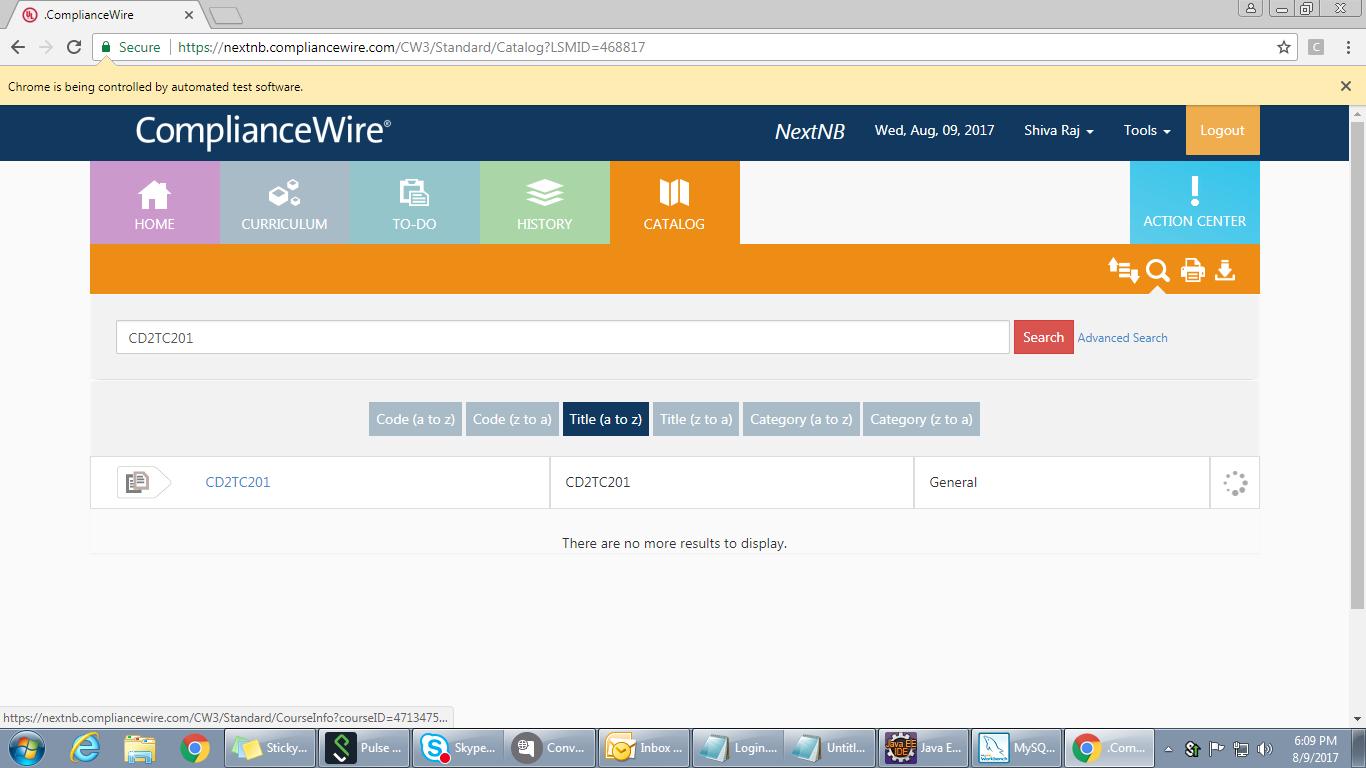 .ComplianceWire
Secure https://nextnb.compliancewire.com/CW3/Standard/Catalog?LSMID=468817
Chrome is being controlled by automated test software.
ComplianceWire® NextNB Wed, Aug, 09, 2017 Shiva Raj Tools Logout
HOME CURRICULUM TO-DO HISTORY CATALOG ACTION CENTER
CD2TC201 Search Advanced Search
Code (a to z) Code (z to a) Title (a to z) Title (z to a) Category (a to z) Category (z to a)
CD2TC201 CD2TC201 General
There are no more results to display.
https://nextnb.compliancewire.com/CW3/Standard/CourseInfo?courseID=4713475...
Sticky... Pulse ... Skype... Conv... Inbox ... Login.... Untitl... Java E... MySQ... .Com... 6:09 PM
8/9/2017